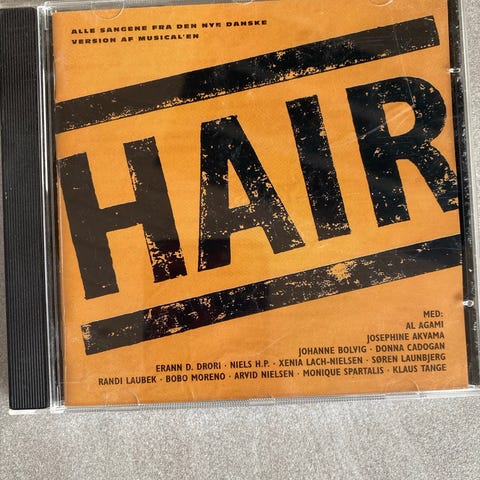 ALLE SANGENE FRA DEN NYE DANSKE
VERSION AF MUSICAL'EN
HAIR
MED:
AL AGAMI
JOSEPHINE AKVAMA
JOHANNE BOLVIG · DONNA CADOGAN
ERANN D. DRORI · NIELS H.P. · XENIA LACH-NIELSEN · SØREN LAUNBJERG
RANDI LAUBEK · BOBO MORENO · ARVID NIELSEN · MONIQUE SPARTALIS · KLAUS TANGE